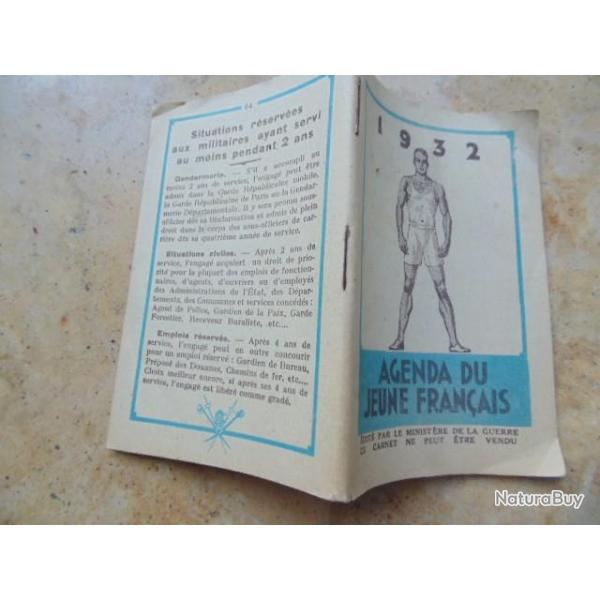 64
Situations réservées
aux militaires ayant servi
au moins pendant 2 ans
Gendarmerie. — S'il a accompli au
moins 2 ans de service, l'engagé peut être
admis dans la Garde Républicaine mobile,
la Garde Républicaine de Paris ou la Gendar-
merie Départementale. Il y sera promu sous-
officier dès sa titularisation et admis de plein
droit dans le corps des sous-officiers de car-
rière dès sa quatrième année de service.
Situations civiles. — Après 2 ans de
service, l'engagé acquiert un droit de prio-
rité pour la plupart des emplois de fonction-
naires, d'agents, d'ouvriers ou d'employés
des Administrations de l'État, des Dépar-
tements, des Communes et services concédés :
Agent de Police, Gardien de la Paix, Garde
Forestier, Receveur Buraliste, etc....
Emplois réservés. — Après 4 ans de
service, l'engagé peut en outre concourir
pour un emploi réservé : Gardien de Bureau,
Préposé des Douanes, Chemins de fer, etc....
Choix meilleur encore, si après ses 4 ans de
service, l'engagé est libéré comme gradé.
1932
AGENDA DU
JEUNE FRANÇAIS
ÉDITÉ PAR LE MINISTÈRE DE LA GUERRE
CE CARNET NE PEUT ÊTRE VENDU
NaturaBuy